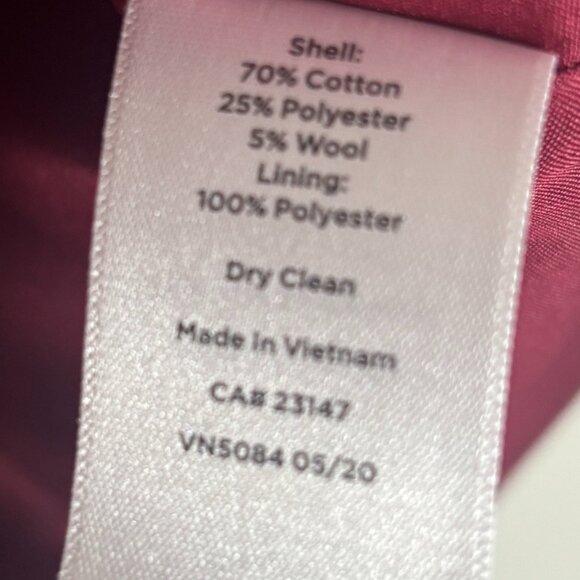 Shell:
70% Cotton
25% Polyester
5% Wool
Lining:
100% Polyester
Dry Clean
Made in Vietnam
CA# 23147
VN5084 05/20